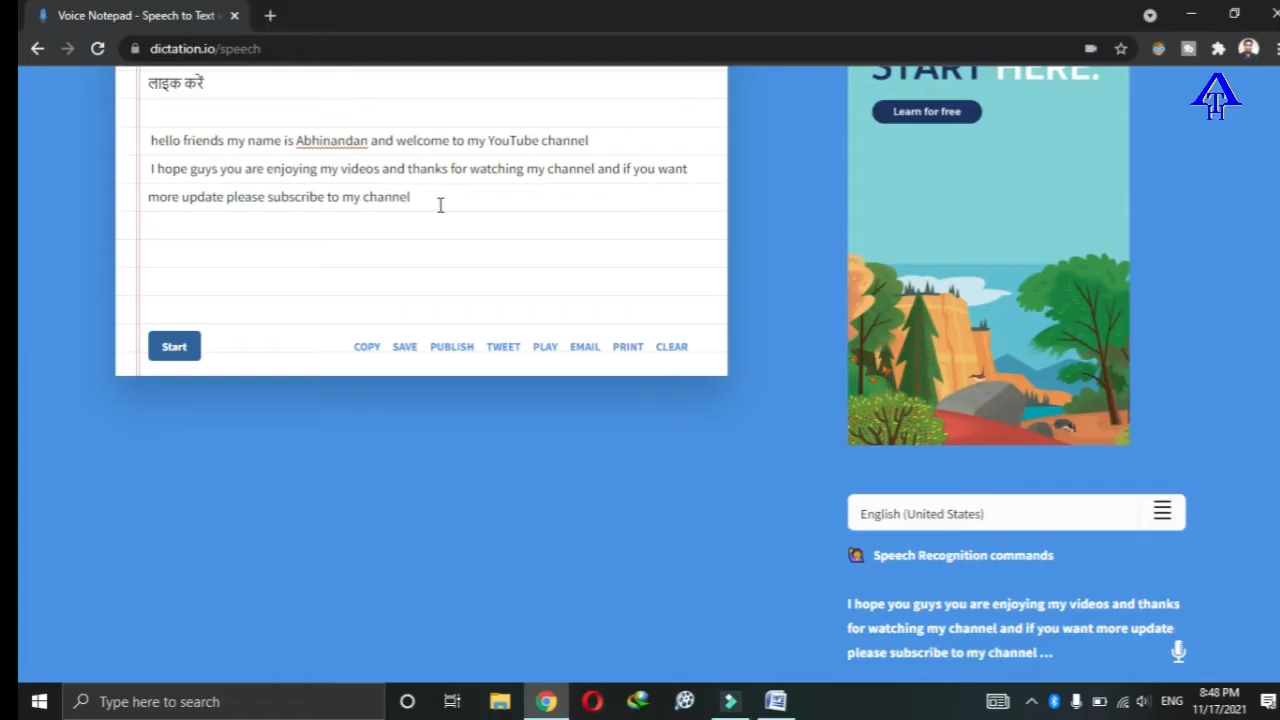 Voice Notepad - Speech to Text
dictation.io/speech
लाइक करें
START HERE.
Learn for free
hello friends my name is Abhinandan and welcome to my YouTube channel
I hope guys you are enjoying my videos and thanks for watching my channel and if you want
more update please subscribe to my channel
Start
COPY SAVE PUBLISH TWEET PLAY EMAIL PRINT CLEAR
English (United States)
Speech Recognition commands
I hope you guys you are enjoying my videos and thanks
for watching my channel and if you want more update
please subscribe to my channel ...
Type here to search
ENG
8:48 PM
11/17/2021